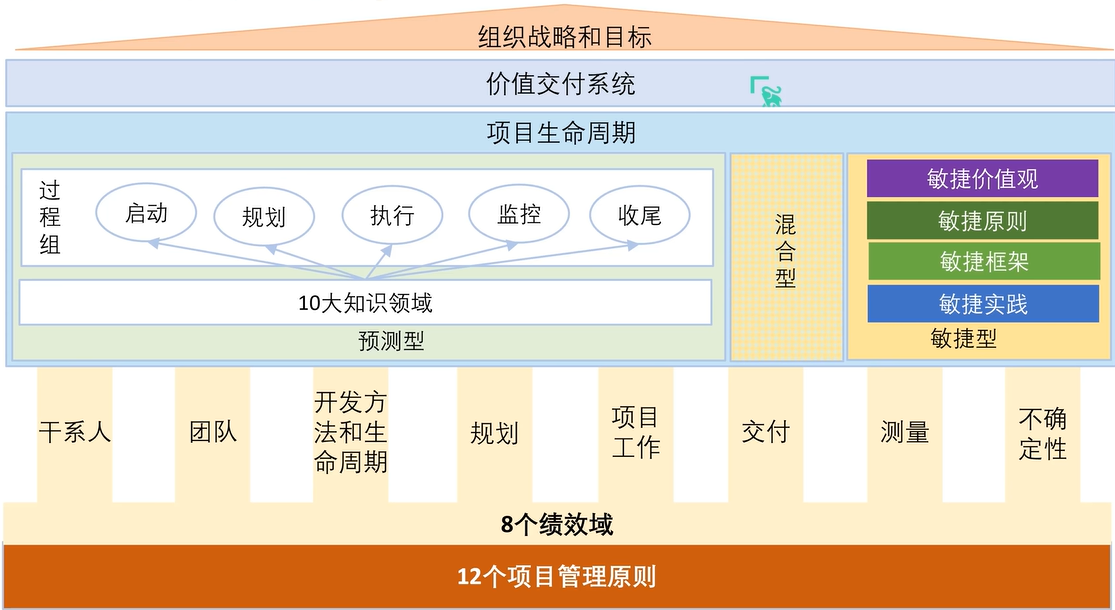 组织战略和目标
价值交付系统
项目生命周期
过
程
组
启动
规划
执行
监控
收尾
10大知识领域
预测型
混
合
型
敏捷价值观
敏捷原则
敏捷框架
敏捷实践
敏捷型
干系人
团队
开发方
法和生
命周期
规划
项目
工作
交付
测量
不确
定性
8个绩效域
12个项目管理原则